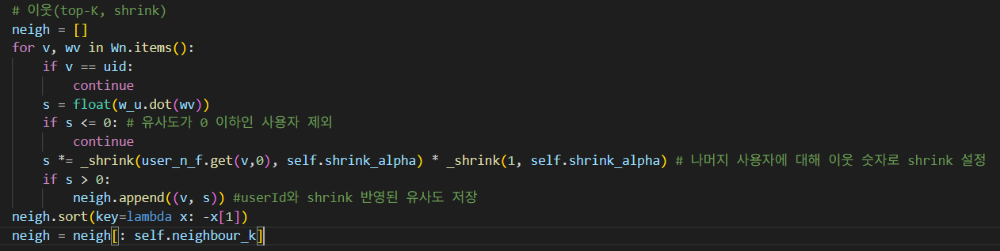 # 이웃(top-K, shrink)
neigh = []
for v, wv in Wn.items():
    if v == uid:
        continue
    s = float(w_u.dot(wv))
    if s <= 0: # 유사도가 0 이하인 사용자 제외
        continue
    s *= _shrink(user_n_f.get(v,0), self.shrink_alpha) * _shrink(1, self.shrink_alpha) # 나머지 사용자에 대해 이웃 숫자로 shrink 설정
    if s > 0:
        neigh.append((v, s)) #userId와 shrink 반영된 유사도 저장
neigh.sort(key=lambda x: -x[1])
neigh = neigh[: self.neighbour_k]